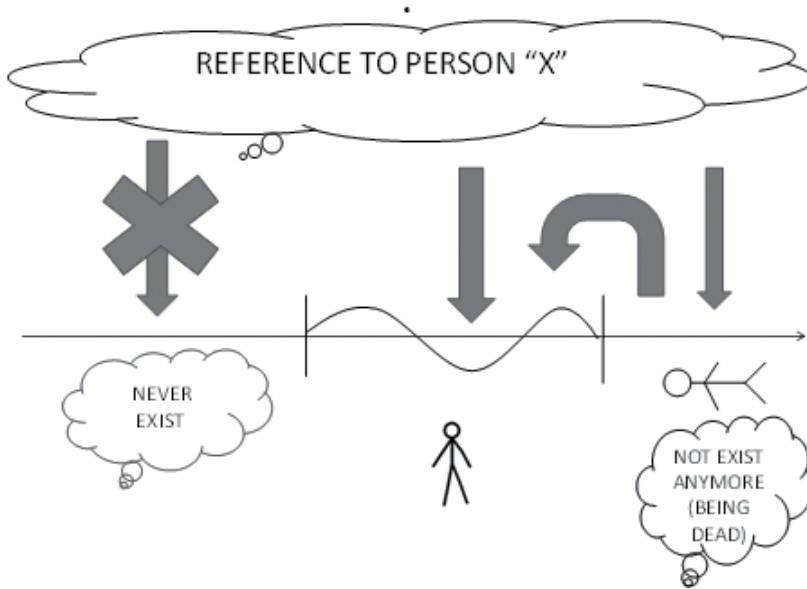 REFERENCE TO PERSON “X”
NEVER
EXIST
NOT EXIST
ANYMORE
(BEING
DEAD)